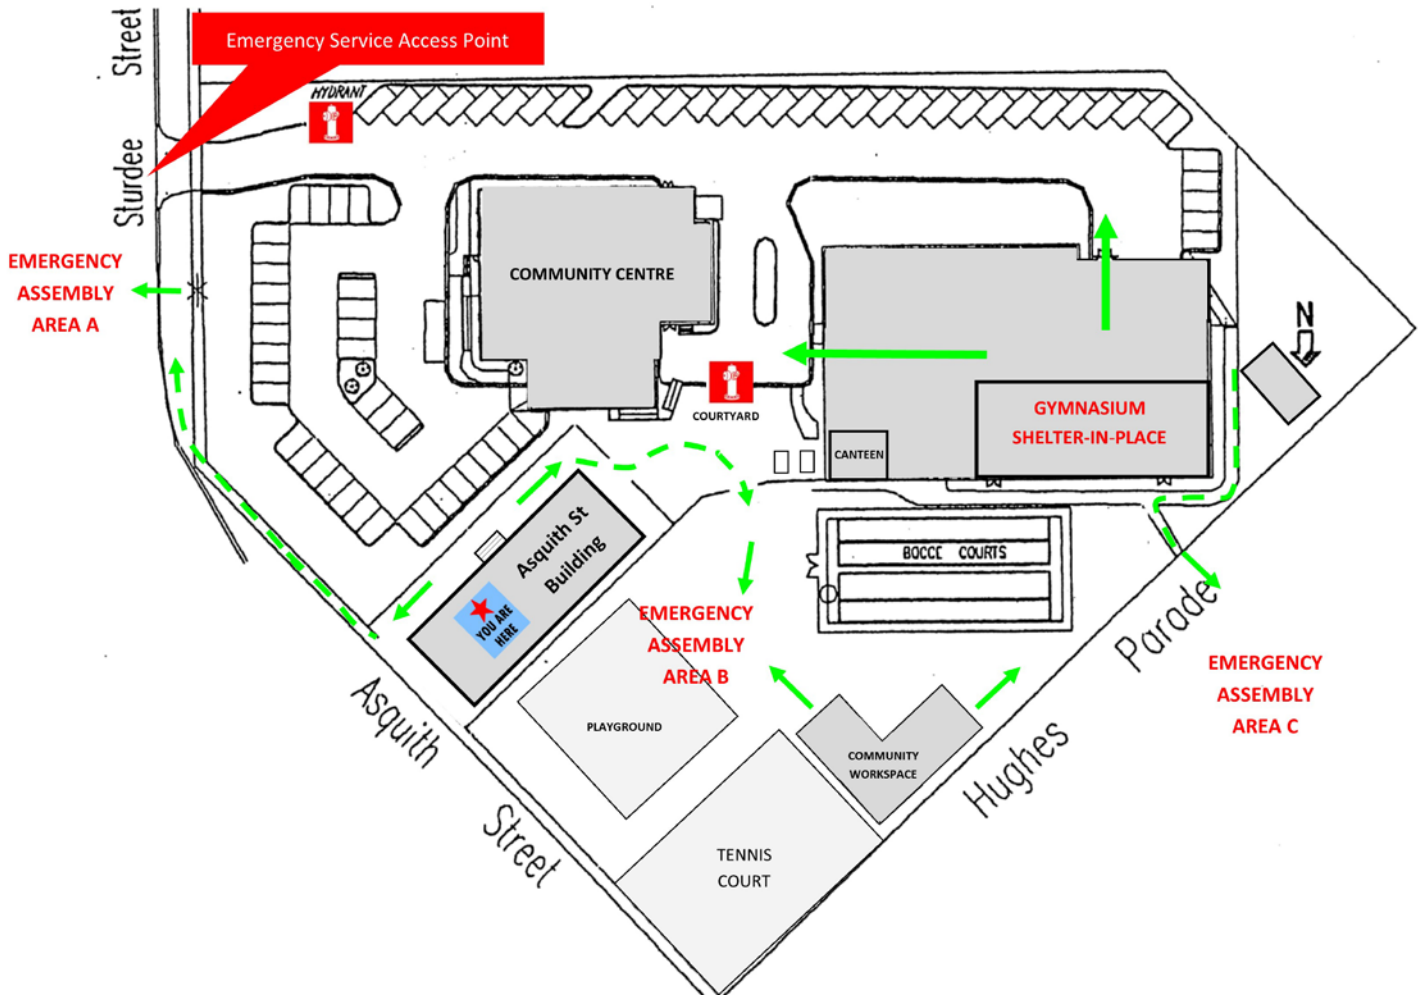 Emergency Service Access Point
Street
Sturdee
HYDRANT
EMERGENCY
ASSEMBLY
AREA A
COMMUNITY CENTRE
N
COURTYARD
GYMNASIUM
SHELTER-IN-PLACE
CANTEEN
Asquith St
Building
YOU ARE
HERE
BOCCE COURTS
EMERGENCY
ASSEMBLY
AREA B
PLAYGROUND
Parade
EMERGENCY
ASSEMBLY
AREA C
Asquith
Street
COMMUNITY
WORKSPACE
Hughes
TENNIS
COURT